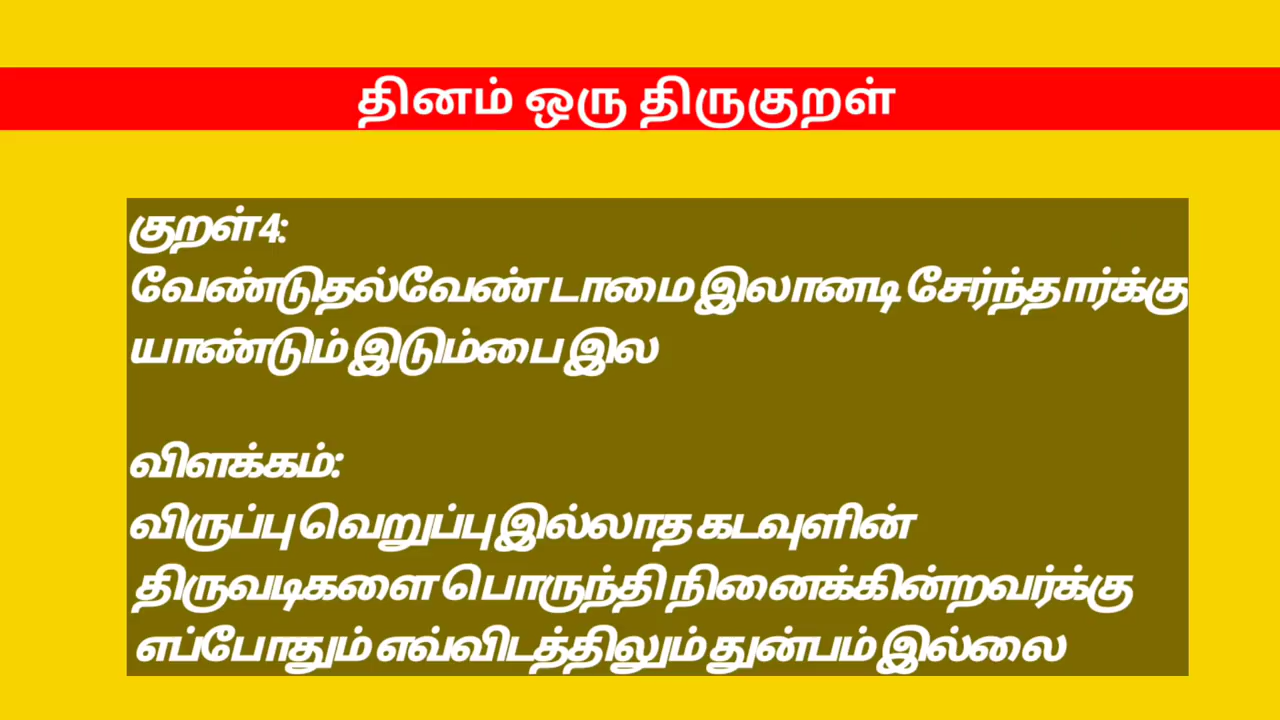 தினம் ஒரு திருகுறள்
குறள் 4:
வேண்டுதல்வேண் டாமை இலானடி சேர்ந்தார்க்கு
யாண்டும் இடும்பை இல
விளக்கம்:
விருப்பு வெறுப்பு இல்லாத கடவுளின்
திருவடிகளை பொருந்தி நினைக்கின்றவர்க்கு
எப்போதும் எவ்விடத்திலும் துன்பம் இல்லை